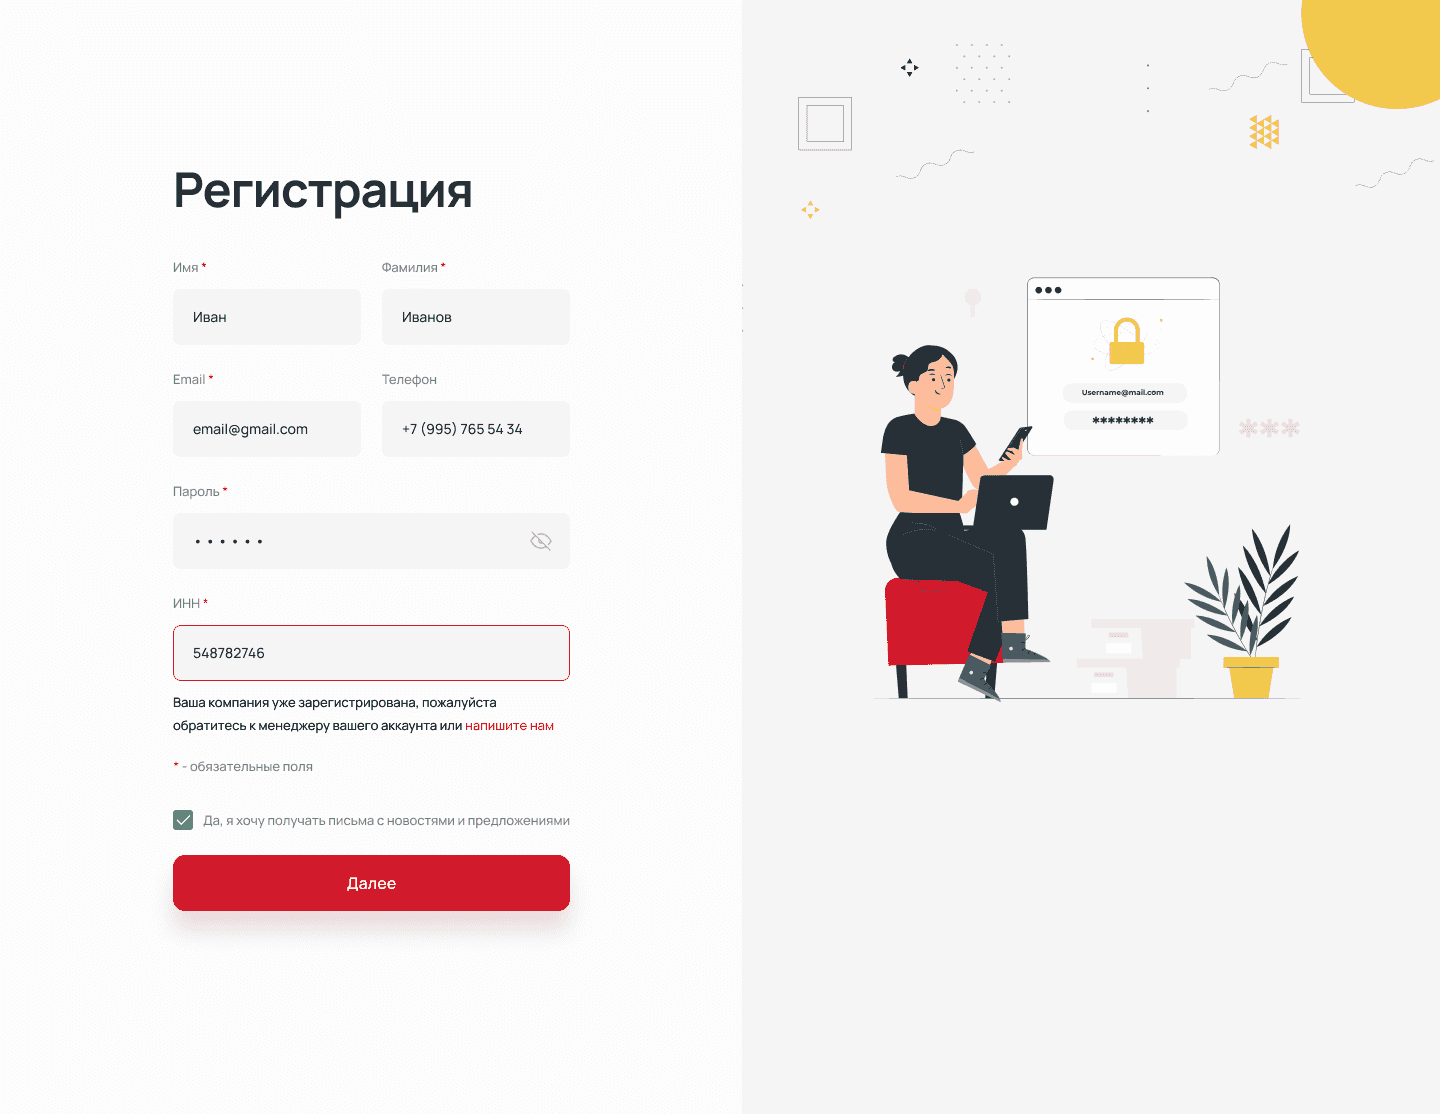 Регистрация
Имя *
Фамилия *
Иван
Иванов
Email *
Телефон
email@gmail.com
+7 (995) 765 54 34
Пароль *
••••••
ИНН *
548782746
Ваша компания уже зарегистрирована, пожалуйста
обратитесь к менеджеру вашего аккаунта или напишите нам
* - обязательные поля
Да, я хочу получать письма с новостями и предложениями
Далее
Username@mail.com
********
***